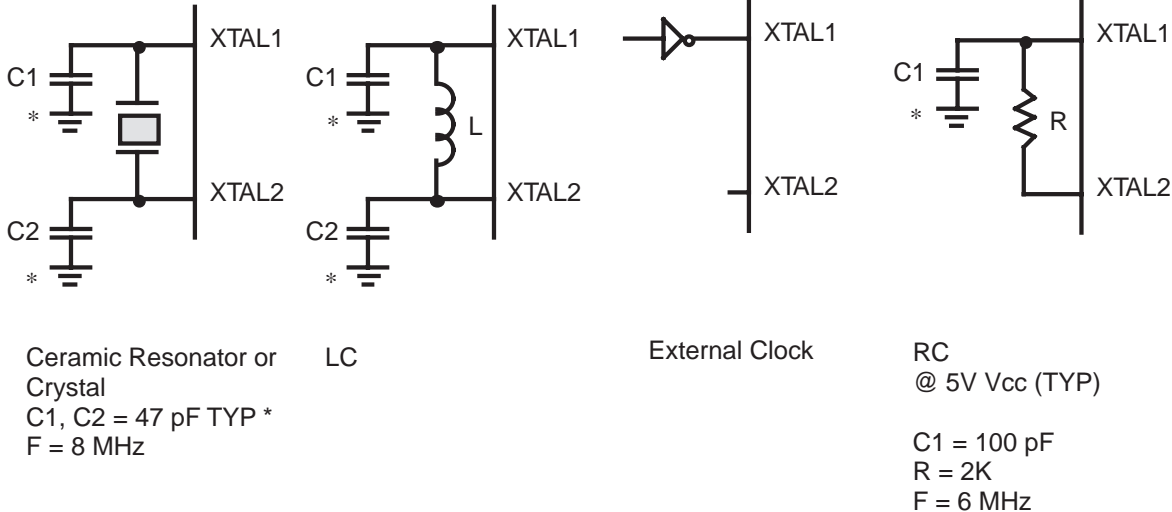 XTAL1
C1
*
XTAL2
C2
*
Ceramic Resonator or
Crystal
C1, C2 = 47 pF TYP *
F = 8 MHz
XTAL1
C1
*
L
XTAL2
C2
*
LC
XTAL1
XTAL2
External Clock
XTAL1
C1
*
R
XTAL2
RC
@ 5V Vcc (TYP)
C1 = 100 pF
R = 2K
F = 6 MHz